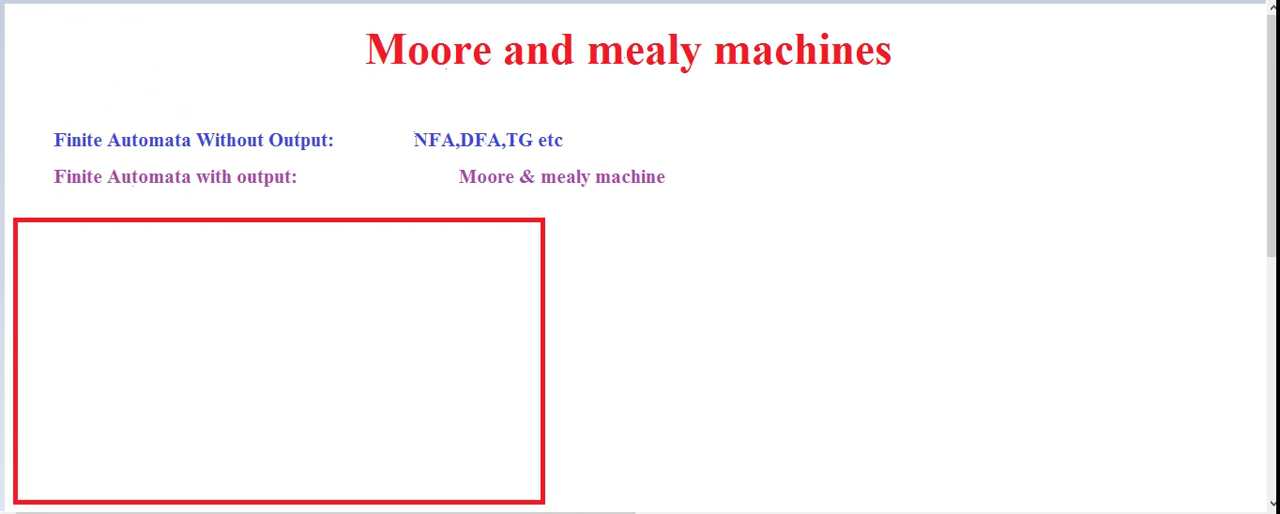 Moore and mealy machines
Finite Automata Without Output: NFA,DFA,TG etc
Finite Automata with output: Moore & mealy machine